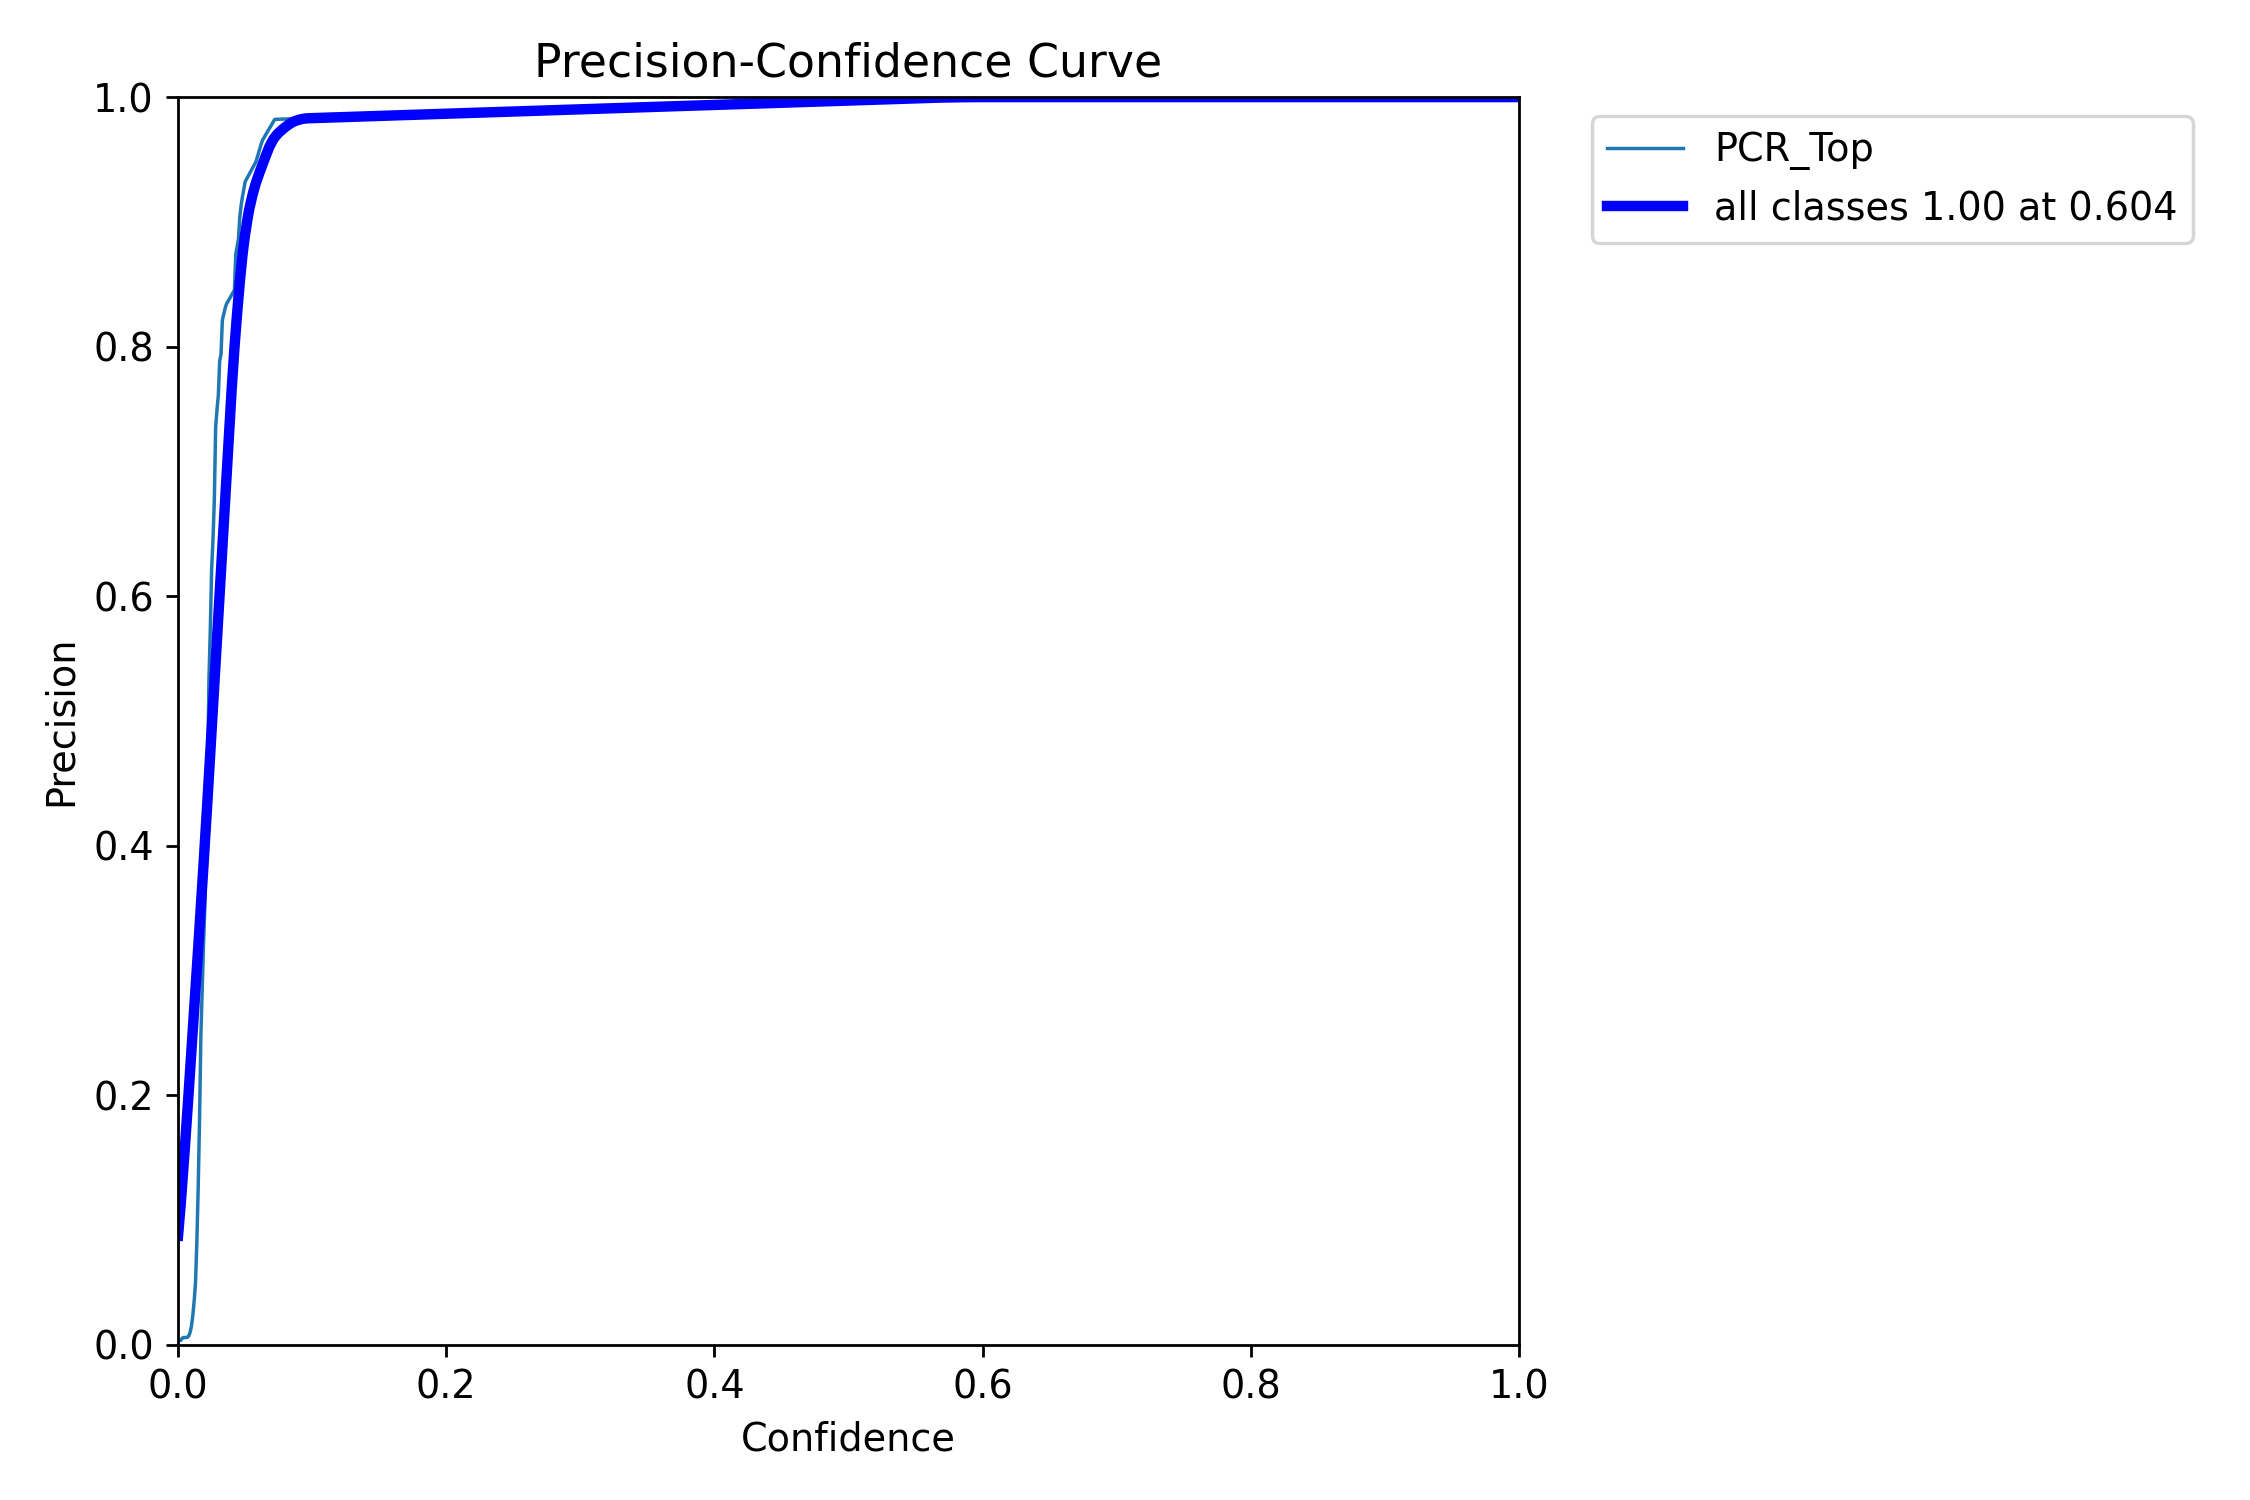 Precision-Confidence Curve
1.0
0.8
0.6
0.4
0.2
0.0
Precision
0.0 0.2 0.4 0.6 0.8 1.0
Confidence
PCR_Top
all classes 1.00 at 0.604